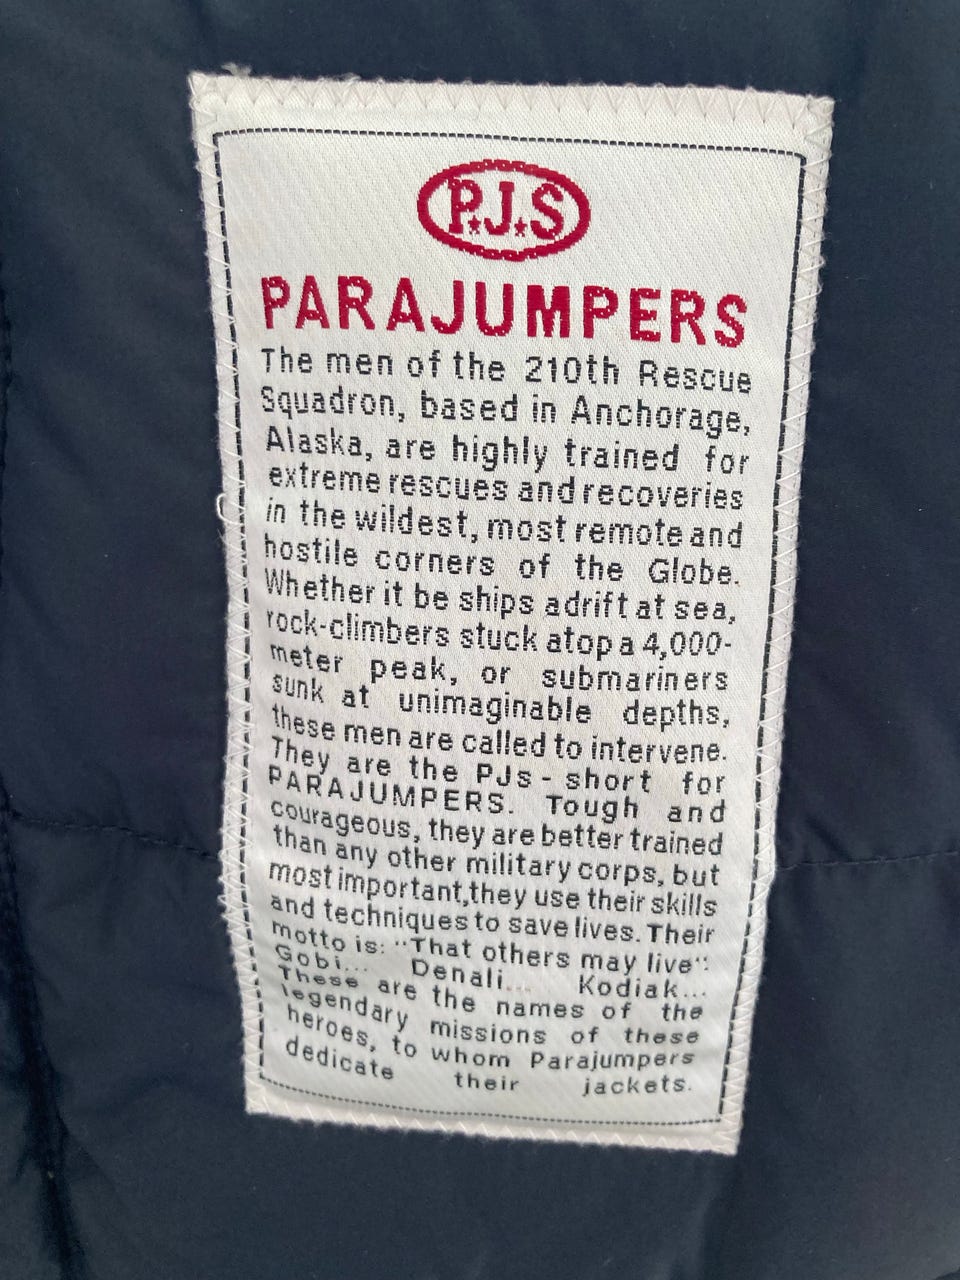 P.J.S
PARAJUMPERS
The men of the 210th Rescue
Squadron, based in Anchorage,
Alaska, are highly trained for
extreme rescues and recoveries
in the wildest, most remote and
hostile corners of the Globe.
Whether it be ships adrift at sea,
rock-climbers stuck atop a 4,000-
meter peak, or submariners
sunk at unimaginable depths,
these men are called to intervene.
They are the PJs - short for
PARAJUMPERS. Tough and
courageous, they are better trained
than any other military corps, but
most important,they use their skills
and techniques to save lives. Their
motto is: "That others may live":
Gobi... Denali... Kodiak...
These are the names of the
legendary missions of these
heroes, to whom Parajumpers
dedicate their jackets.